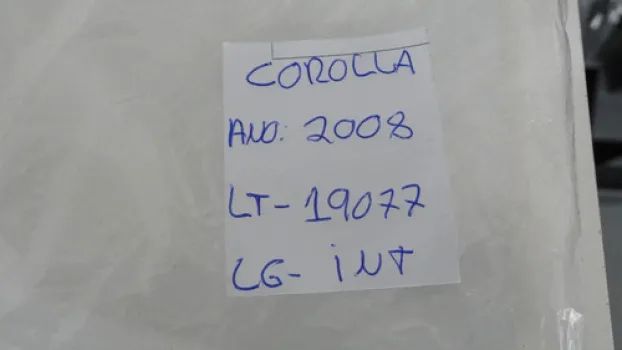 COROLLA
ANO: 2008
LT-19077
LG- INT